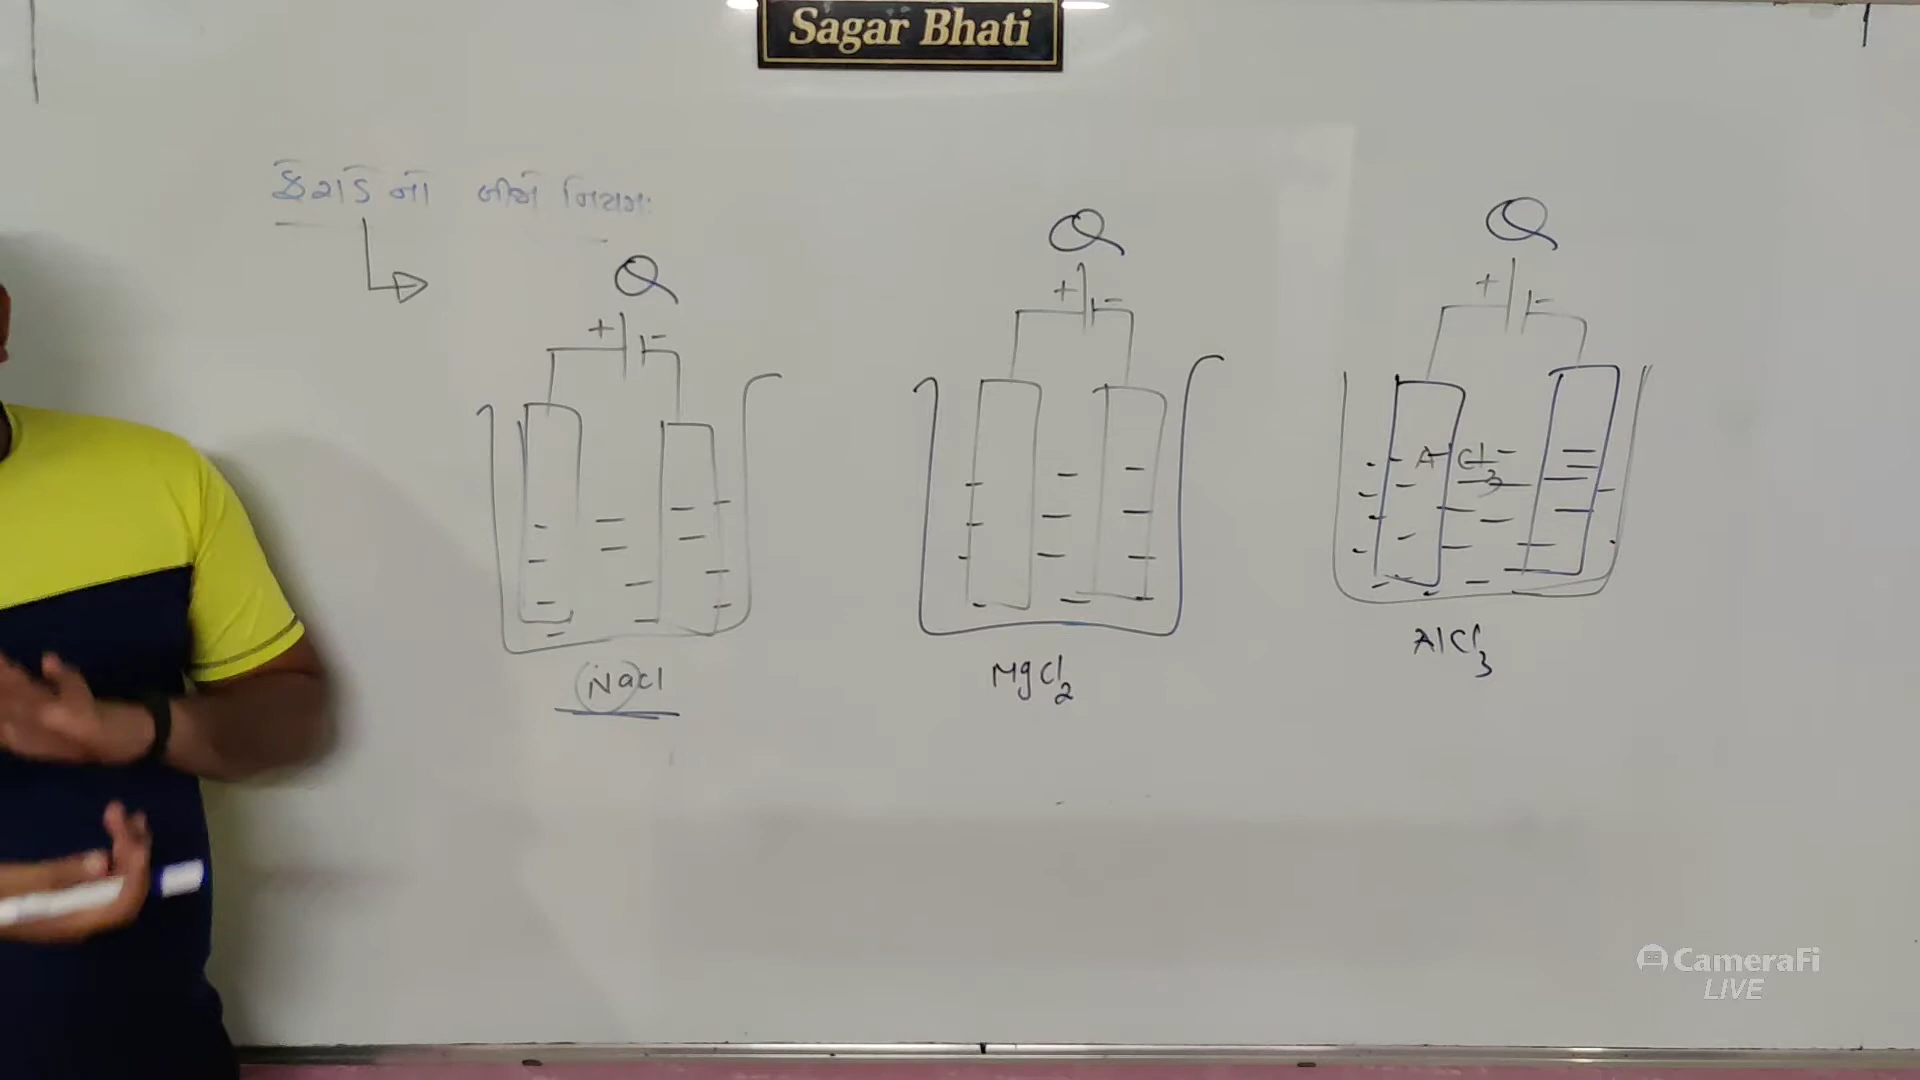 Sagar Bhati
ફેરાડેનો બીજો નિયમ:
Q
Q
Q
+ -
+ -
+ -
AlCl3
NaCl
MgCl2
AlCl3
CameraFi
LIVE